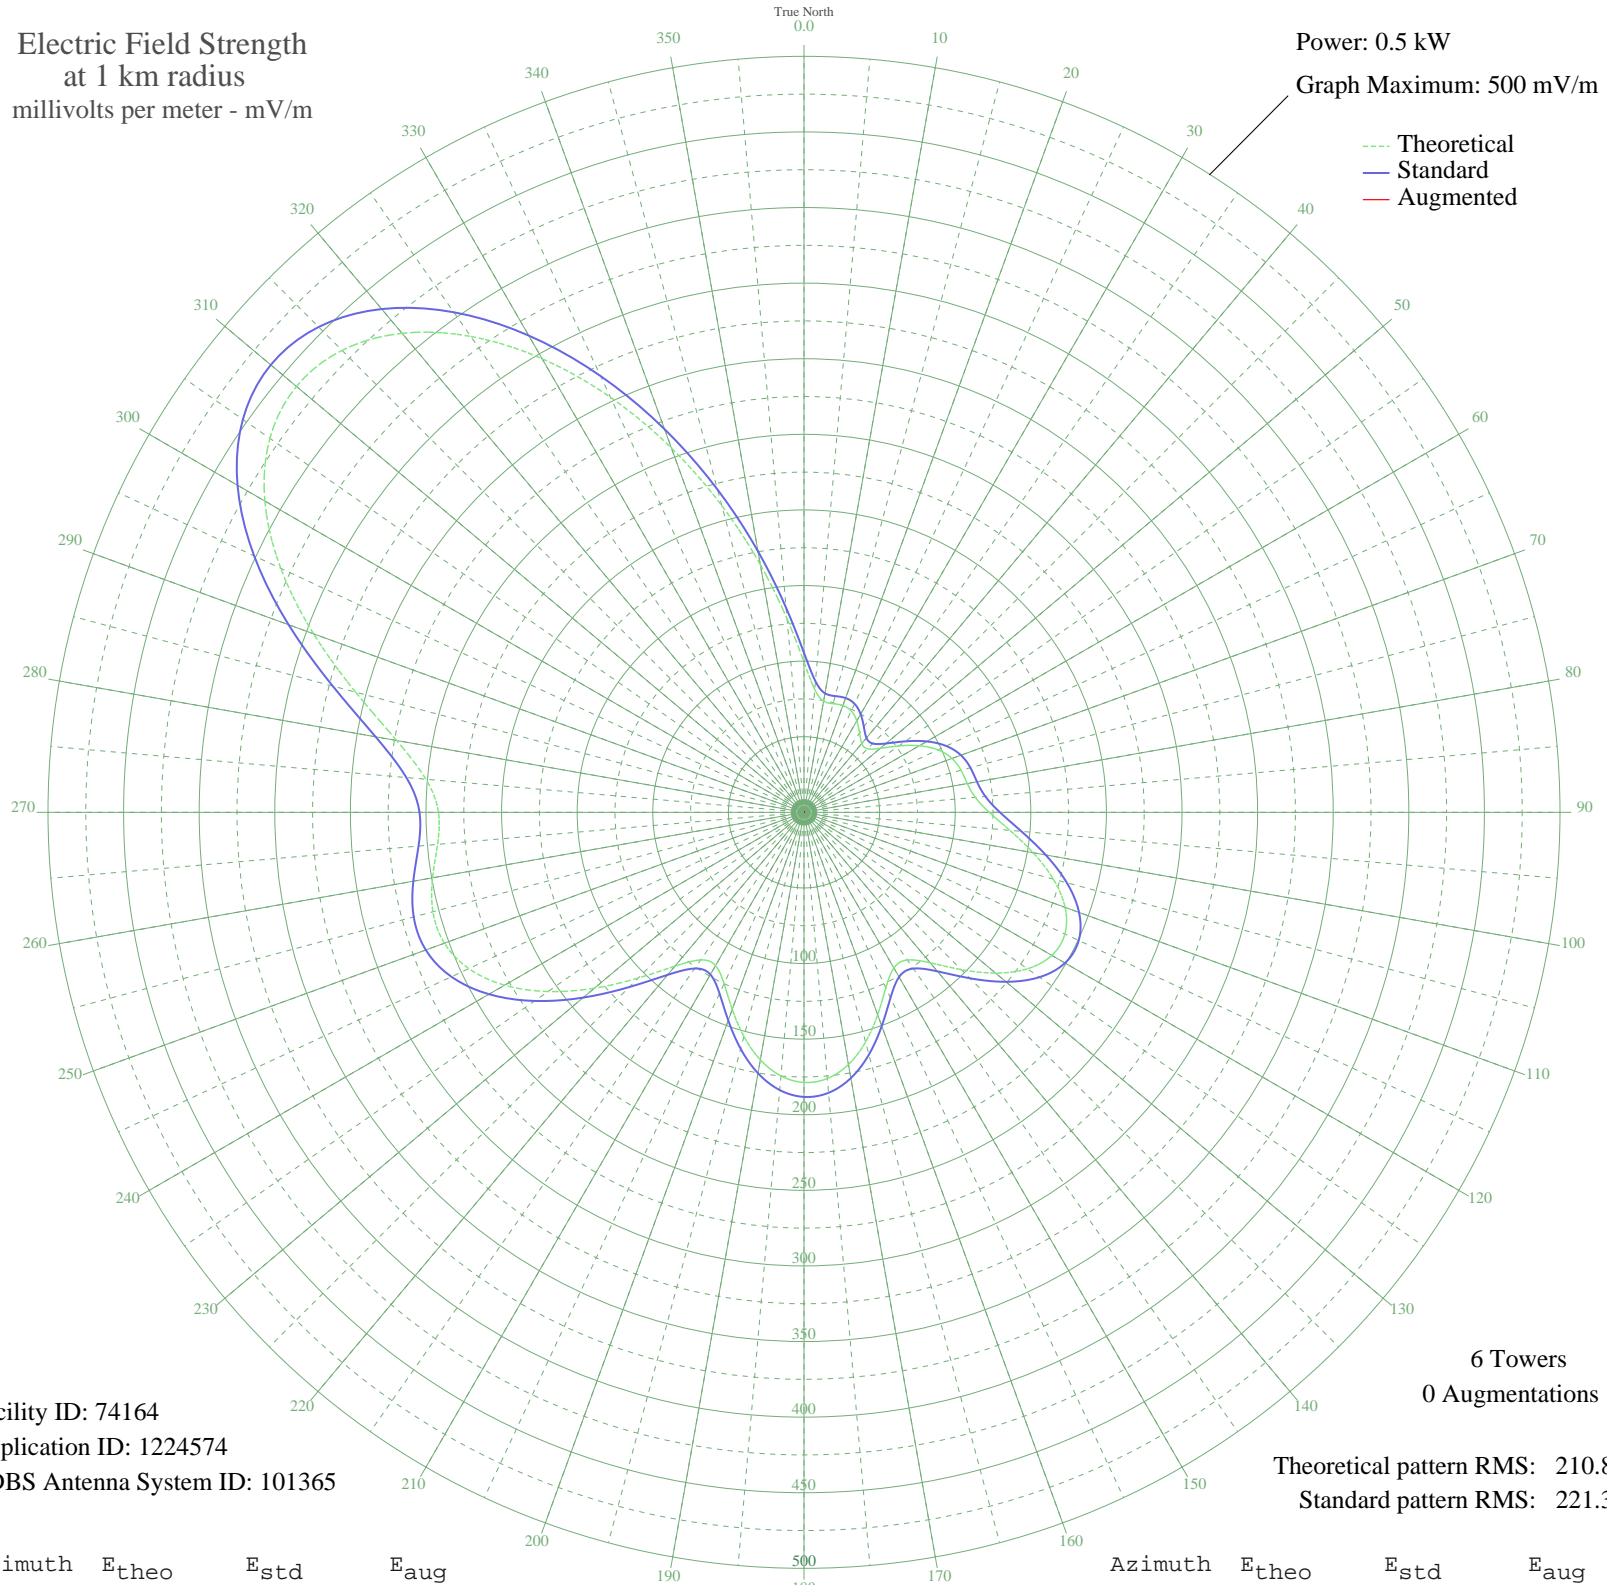 True North
0.0
Electric Field Strength
at 1 km radius
millivolts per meter - mV/m
Power: 0.5 kW
Graph Maximum: 500 mV/m
Theoretical
Standard
Augmented
10
20
30
40
50
60
70
80
90
100
110
120
130
140
150
160
170
190
200
210
220
230
240
250
260
270
280
290
300
310
320
330
340
350
100
150
200
250
300
350
400
450
500
6 Towers
0 Augmentations
cility ID: 74164
plication ID: 1224574
DBS Antenna System ID: 101365
Theoretical pattern RMS: 210.8
Standard pattern RMS: 221.3
imuth Etheo Estd Eaug
Azimuth Etheo Estd Eaug